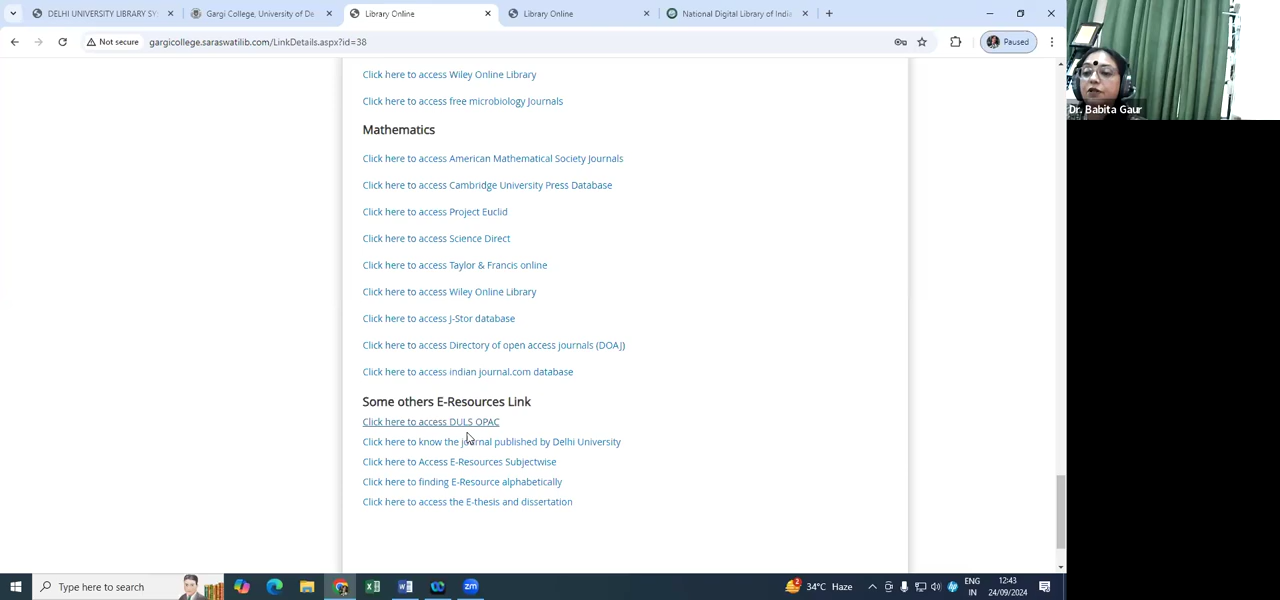 DELHI UNIVERSITY LIBRARY SY
Gargi College, University of De
Library Online
Library Online
National Digital Library of India
Not secure
gargicollege.saraswatilib.com/LinkDetails.aspx?id=38
Paused
Click here to access Wiley Online Library
Click here to access free microbiology Journals
Mathematics
Click here to access American Mathematical Society Journals
Click here to access Cambridge University Press Database
Click here to access Project Euclid
Click here to access Science Direct
Click here to access Taylor & Francis online
Click here to access Wiley Online Library
Click here to access J-Stor database
Click here to access Directory of open access journals (DOAJ)
Click here to access indian journal.com database
Some others E-Resources Link
Click here to access DULS OPAC
Click here to know the journal published by Delhi University
Click here to Access E-Resources Subjectwise
Click here to finding E-Resource alphabetically
Click here to access the E-thesis and dissertation
Dr. Babita Gaur
Type here to search
zm
34°C Haze
ENG
IN
12:43
24/09/2024